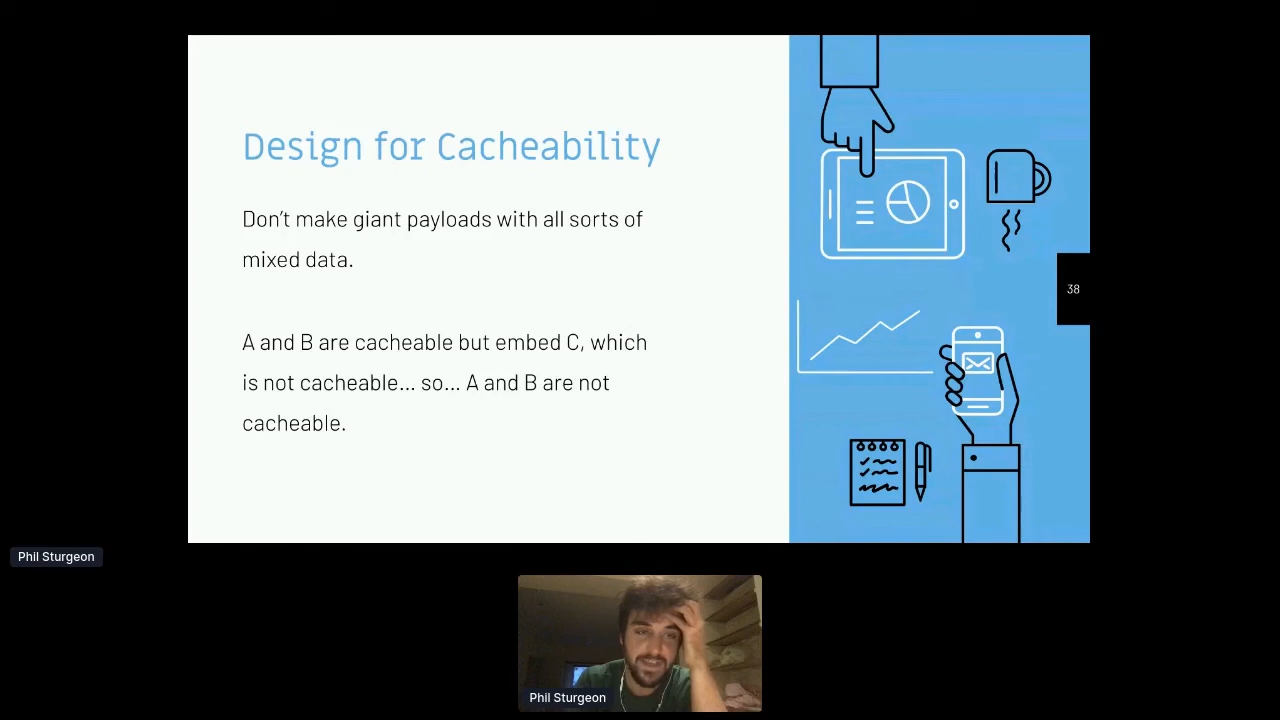 Design for Cacheability
Don't make giant payloads with all sorts of
mixed data.
A and B are cacheable but embed C, which
is not cacheable... so... A and B are not
cacheable.
38
Phil Sturgeon
Phil Sturgeon